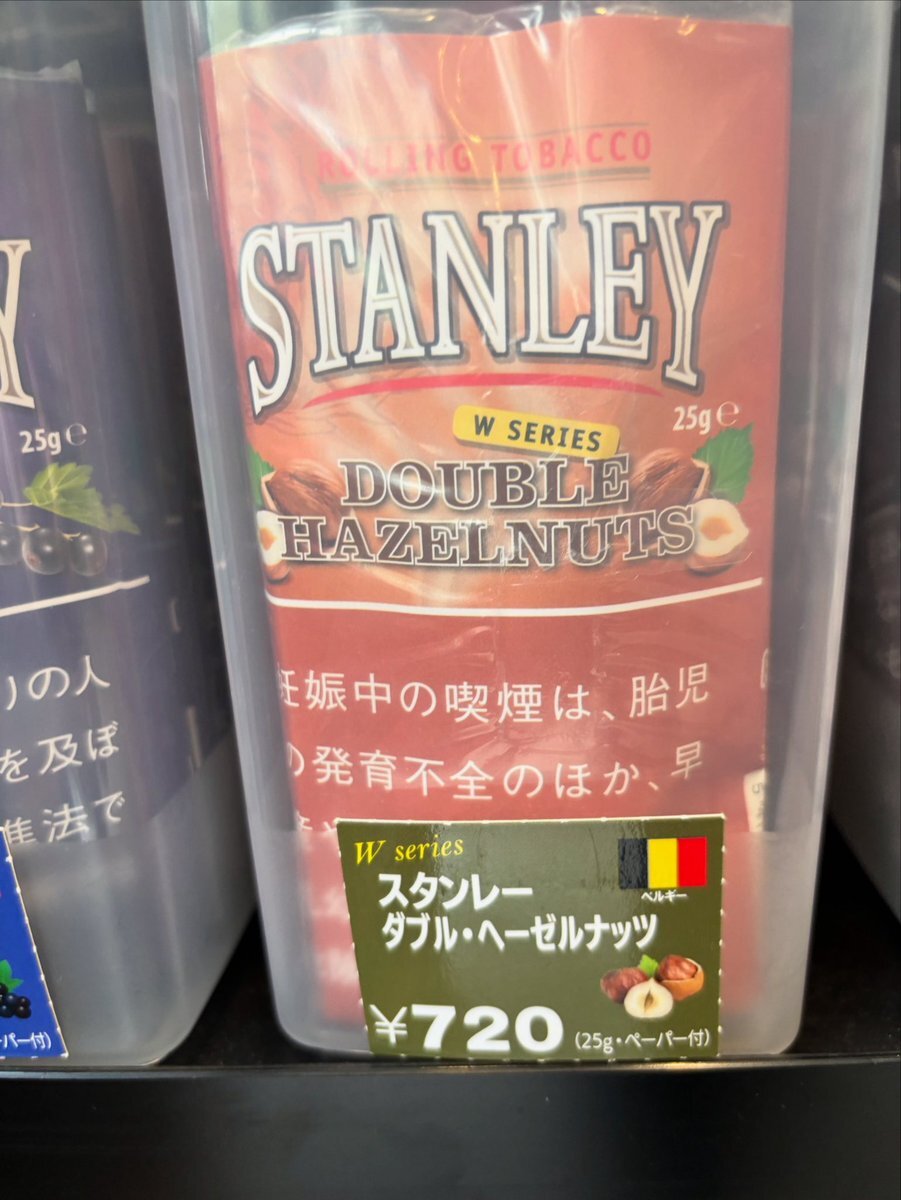 ROLLING TOBACCO
STANLEY
25g℮
W SERIES
DOUBLE
HAZELNUTS
妊娠中の喫煙は、胎児
の発育不全のほか、早
W series
ベルギー
スタンレー
ダブル・ヘーゼルナッツ
¥720
(25g・ペーパー付)
Y
25g℮
りの人
を及ぼ
進法で
パー付)